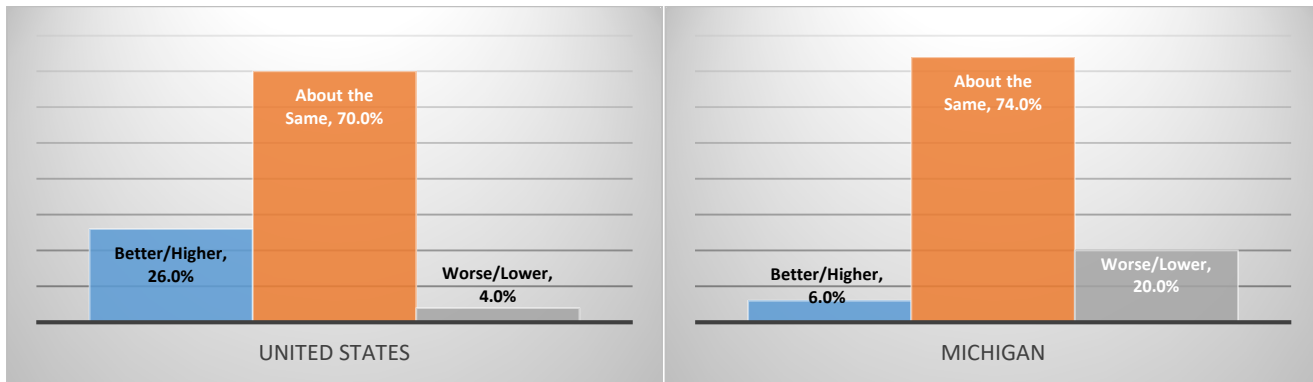 About the
Same, 70.0%
Better/Higher,
26.0%
Worse/Lower,
4.0%
UNITED STATES
About the
Same, 74.0%
Better/Higher,
6.0%
Worse/Lower,
20.0%
MICHIGAN